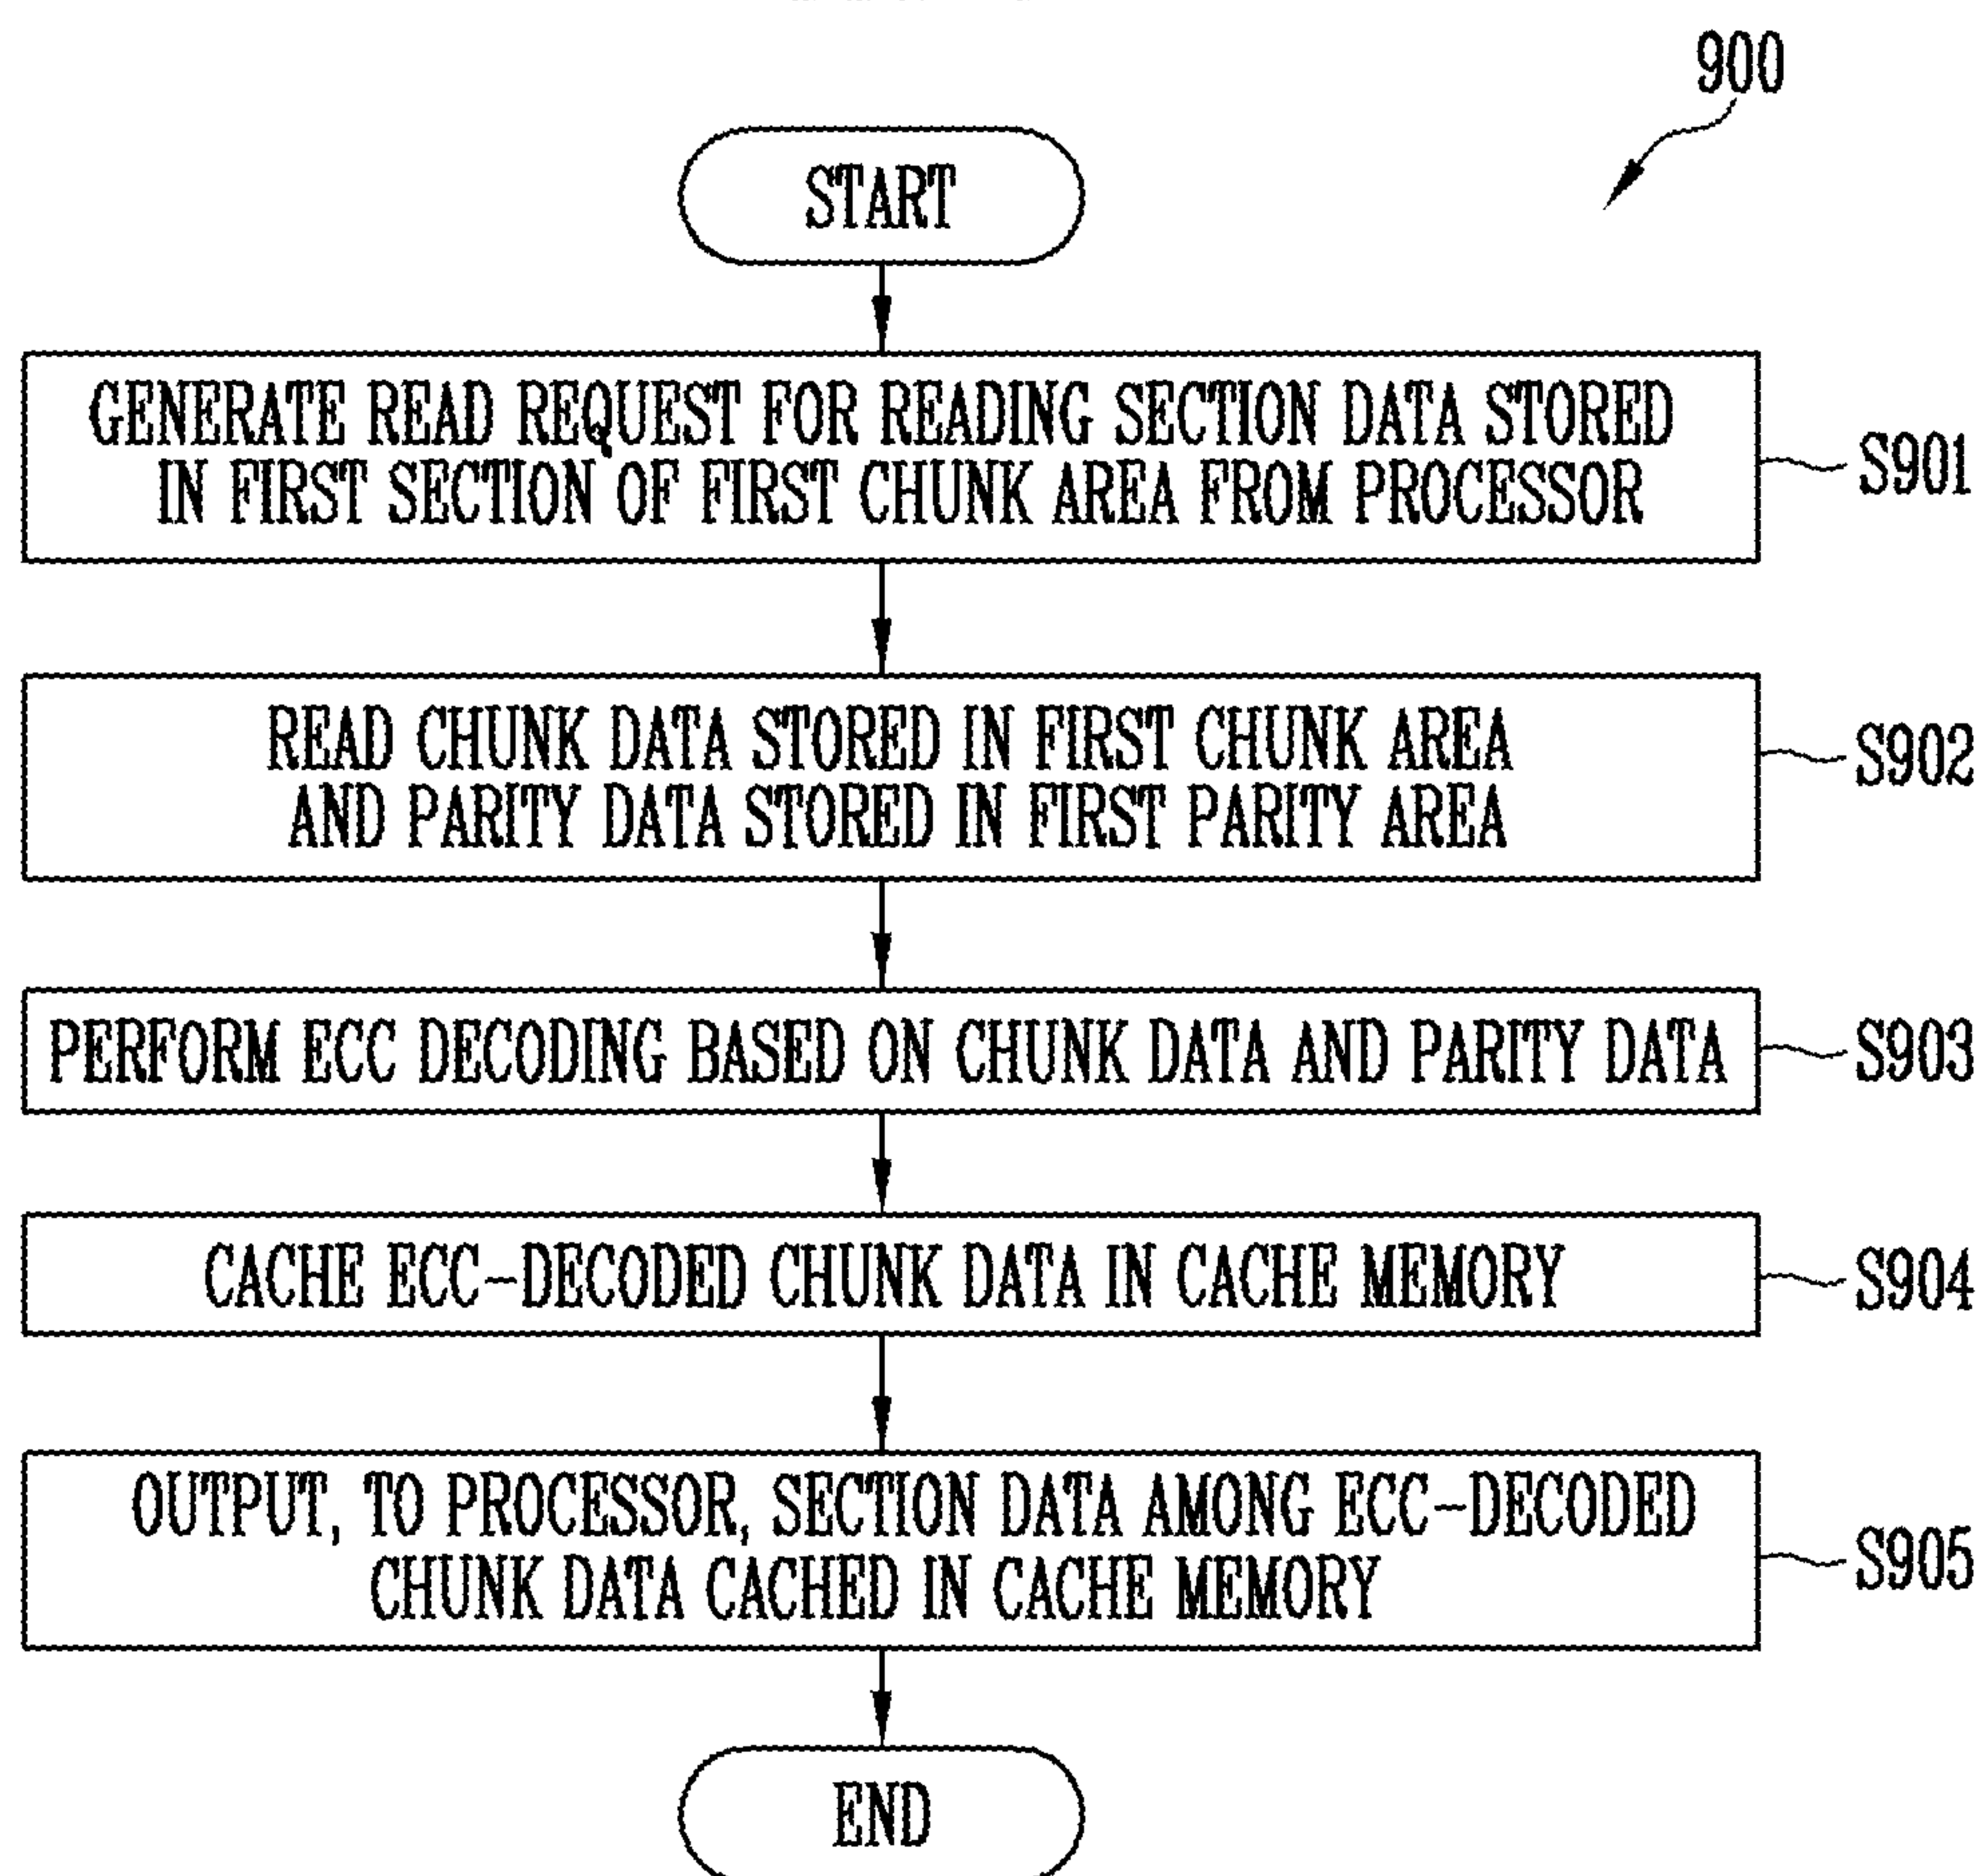 900
START
GENERATE READ REQUEST FOR READING SECTION DATA STORED
IN FIRST SECTION OF FIRST CHUNK AREA FROM PROCESSOR
S901
READ CHUNK DATA STORED IN FIRST CHUNK AREA
AND PARITY DATA STORED IN FIRST PARITY AREA
S902
PERFORM ECC DECODING BASED ON CHUNK DATA AND PARITY DATA
S903
CACHE ECC-DECODED CHUNK DATA IN CACHE MEMORY
S904
OUTPUT, TO PROCESSOR, SECTION DATA AMONG ECC-DECODED
CHUNK DATA CACHED IN CACHE MEMORY
S905
END